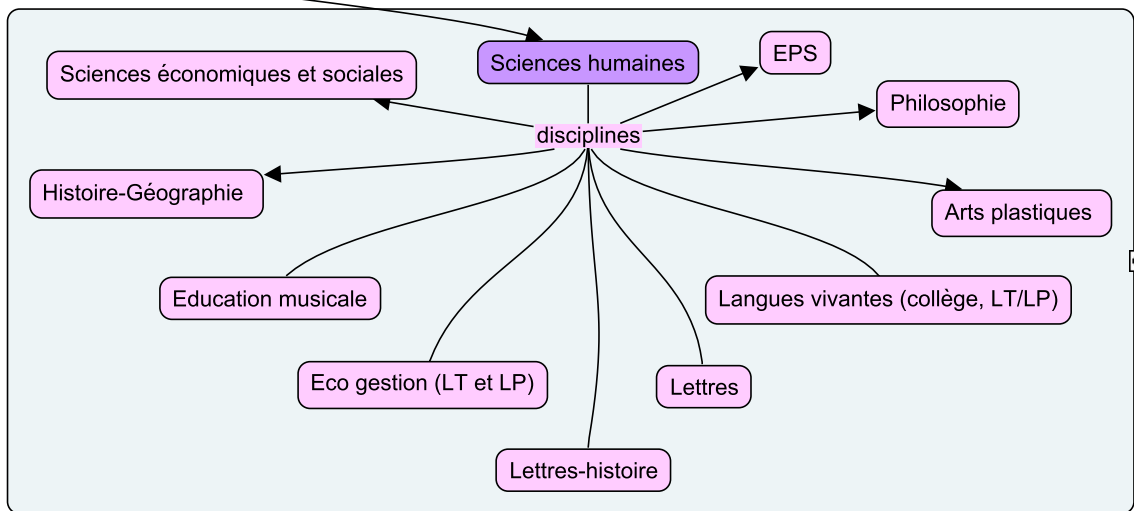 Sciences économiques et sociales
Sciences humaines
EPS
Philosophie
disciplines
Histoire-Géographie
Arts plastiques
Education musicale
Langues vivantes (collège, LT/LP)
Eco gestion (LT et LP)
Lettres
Lettres-histoire